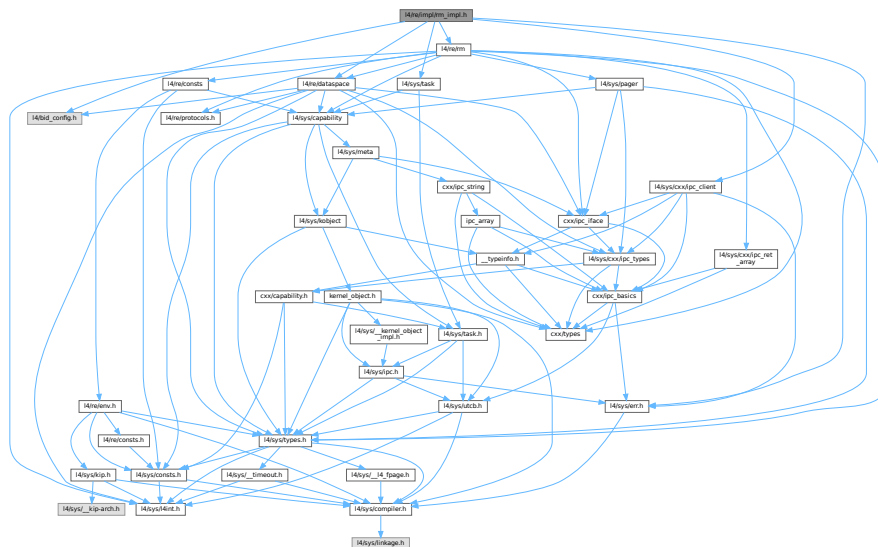 l4/re/impl/rm_impl.h
l4/re/rm
l4/re/consts
l4/re/dataspace
l4/sys/task
l4/sys/pager
l4/bid_config.h
l4/re/protocols.h
l4/sys/capability
l4/sys/meta
cxx/ipc_string
l4/sys/cxx/ipc_client
l4/sys/kobject
ipc_array
cxx/ipc_iface
__typeinfo.h
l4/sys/cxx/ipc_types
l4/sys/cxx/ipc_ret
_array
cxx/capability.h
kernel_object.h
cxx/ipc_basics
l4/sys/__kernel_object
_impl.h
l4/sys/task.h
cxx/types
l4/sys/ipc.h
l4/re/env.h
l4/sys/utcb.h
l4/sys/err.h
l4/re/consts.h
l4/sys/types.h
l4/sys/kip.h
l4/sys/consts.h
l4/sys/__timeout.h
l4/sys/__l4_fpage.h
l4/sys/__kip-arch.h
l4/sys/l4int.h
l4/sys/compiler.h
l4/sys/linkage.h